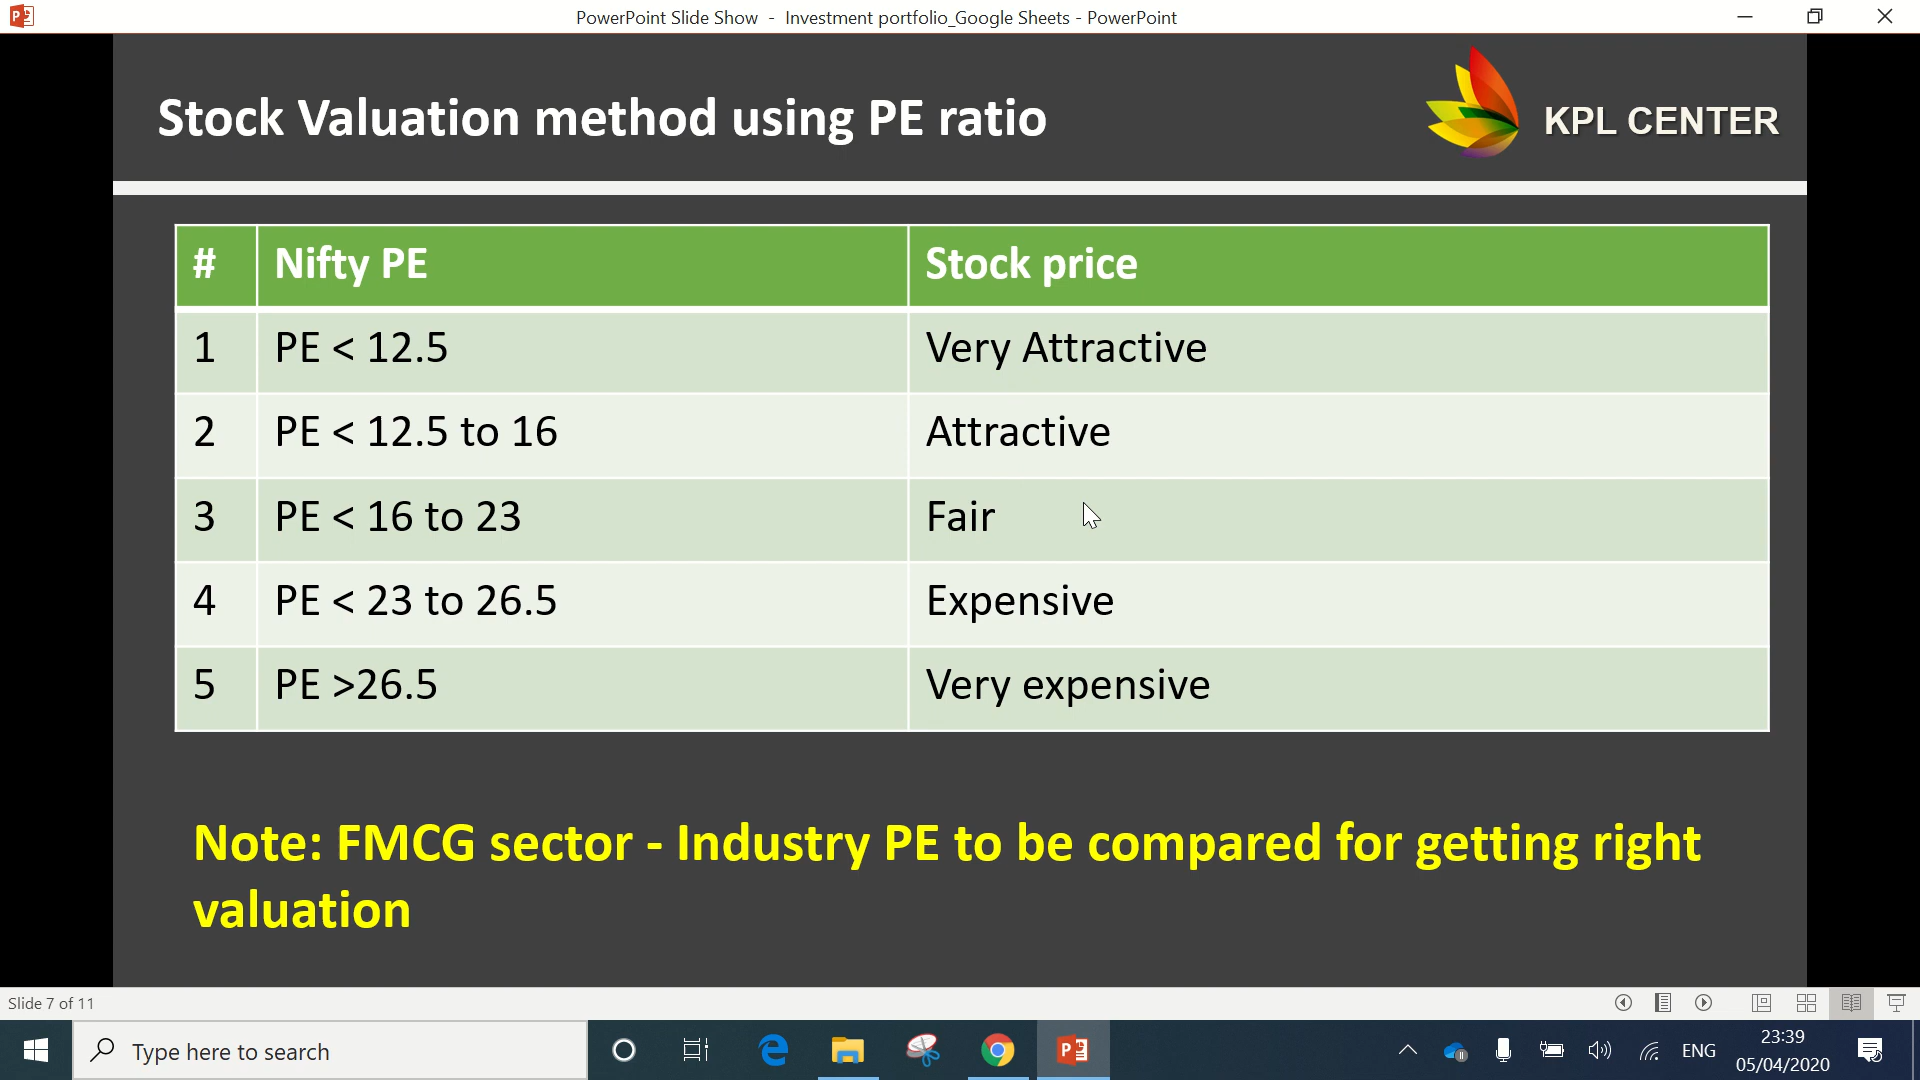 PowerPoint Slide Show - Investment portfolio_Google Sheets - PowerPoint
Stock Valuation method using PE ratio
KPL CENTER
# Nifty PE Stock price
1 PE < 12.5 Very Attractive
2 PE < 12.5 to 16 Attractive
3 PE < 16 to 23 Fair
4 PE < 23 to 26.5 Expensive
5 PE >26.5 Very expensive
Note: FMCG sector - Industry PE to be compared for getting right
valuation
Slide 7 of 11
Type here to search
ENG
23:39
05/04/2020